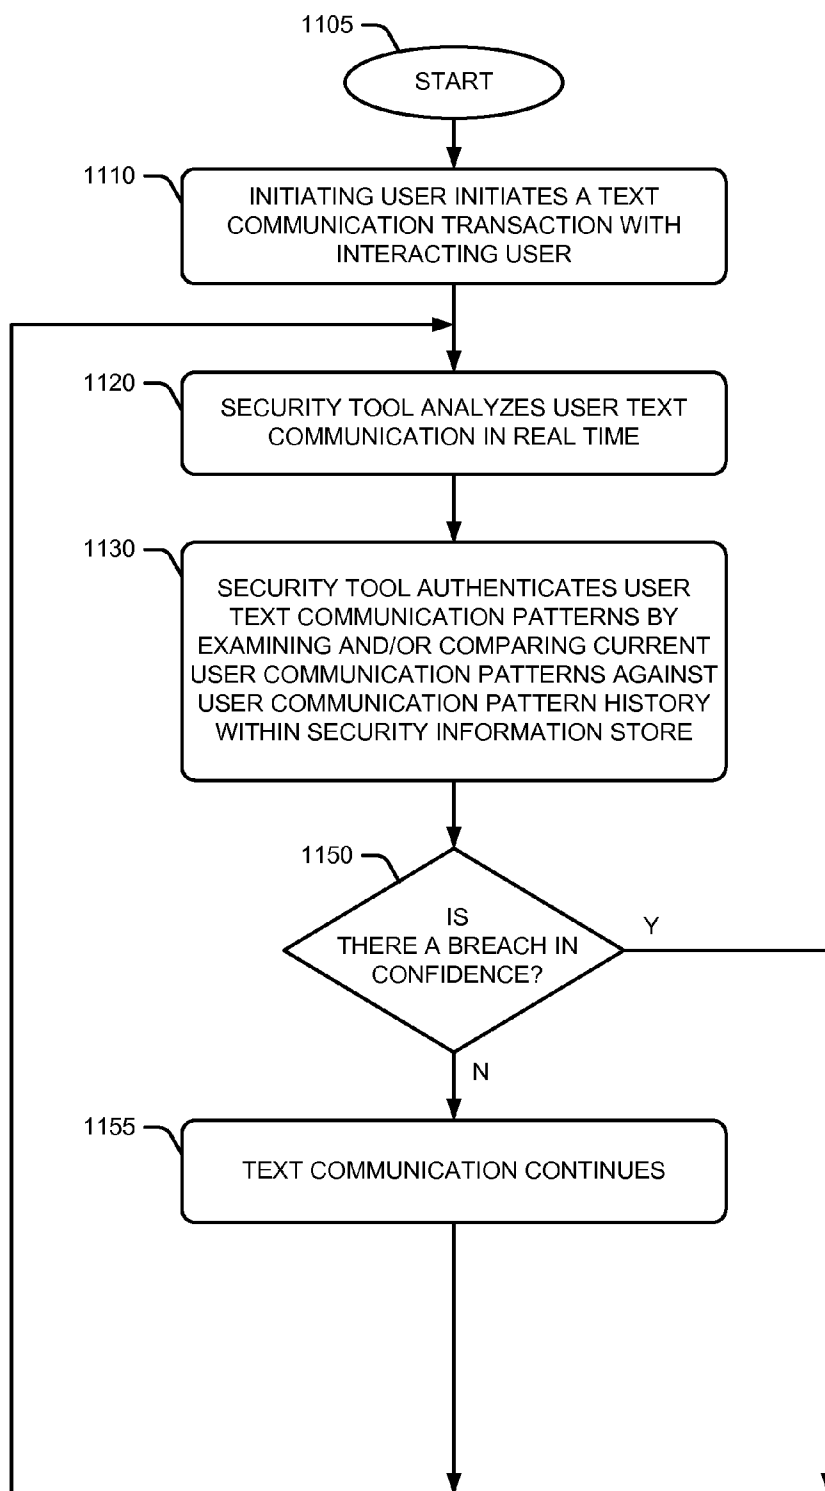 1105
START
1110
INITIATING USER INITIATES A TEXT
COMMUNICATION TRANSACTION WITH
INTERACTING USER
1120
SECURITY TOOL ANALYZES USER TEXT
COMMUNICATION IN REAL TIME
1130
SECURITY TOOL AUTHENTICATES USER
TEXT COMMUNICATION PATTERNS BY
EXAMINING AND/OR COMPARING CURRENT
USER COMMUNICATION PATTERNS AGAINST
USER COMMUNICATION PATTERN HISTORY
WITHIN SECURITY INFORMATION STORE
1150
IS
THERE A BREACH IN
CONFIDENCE?
Y
N
1155
TEXT COMMUNICATION CONTINUES